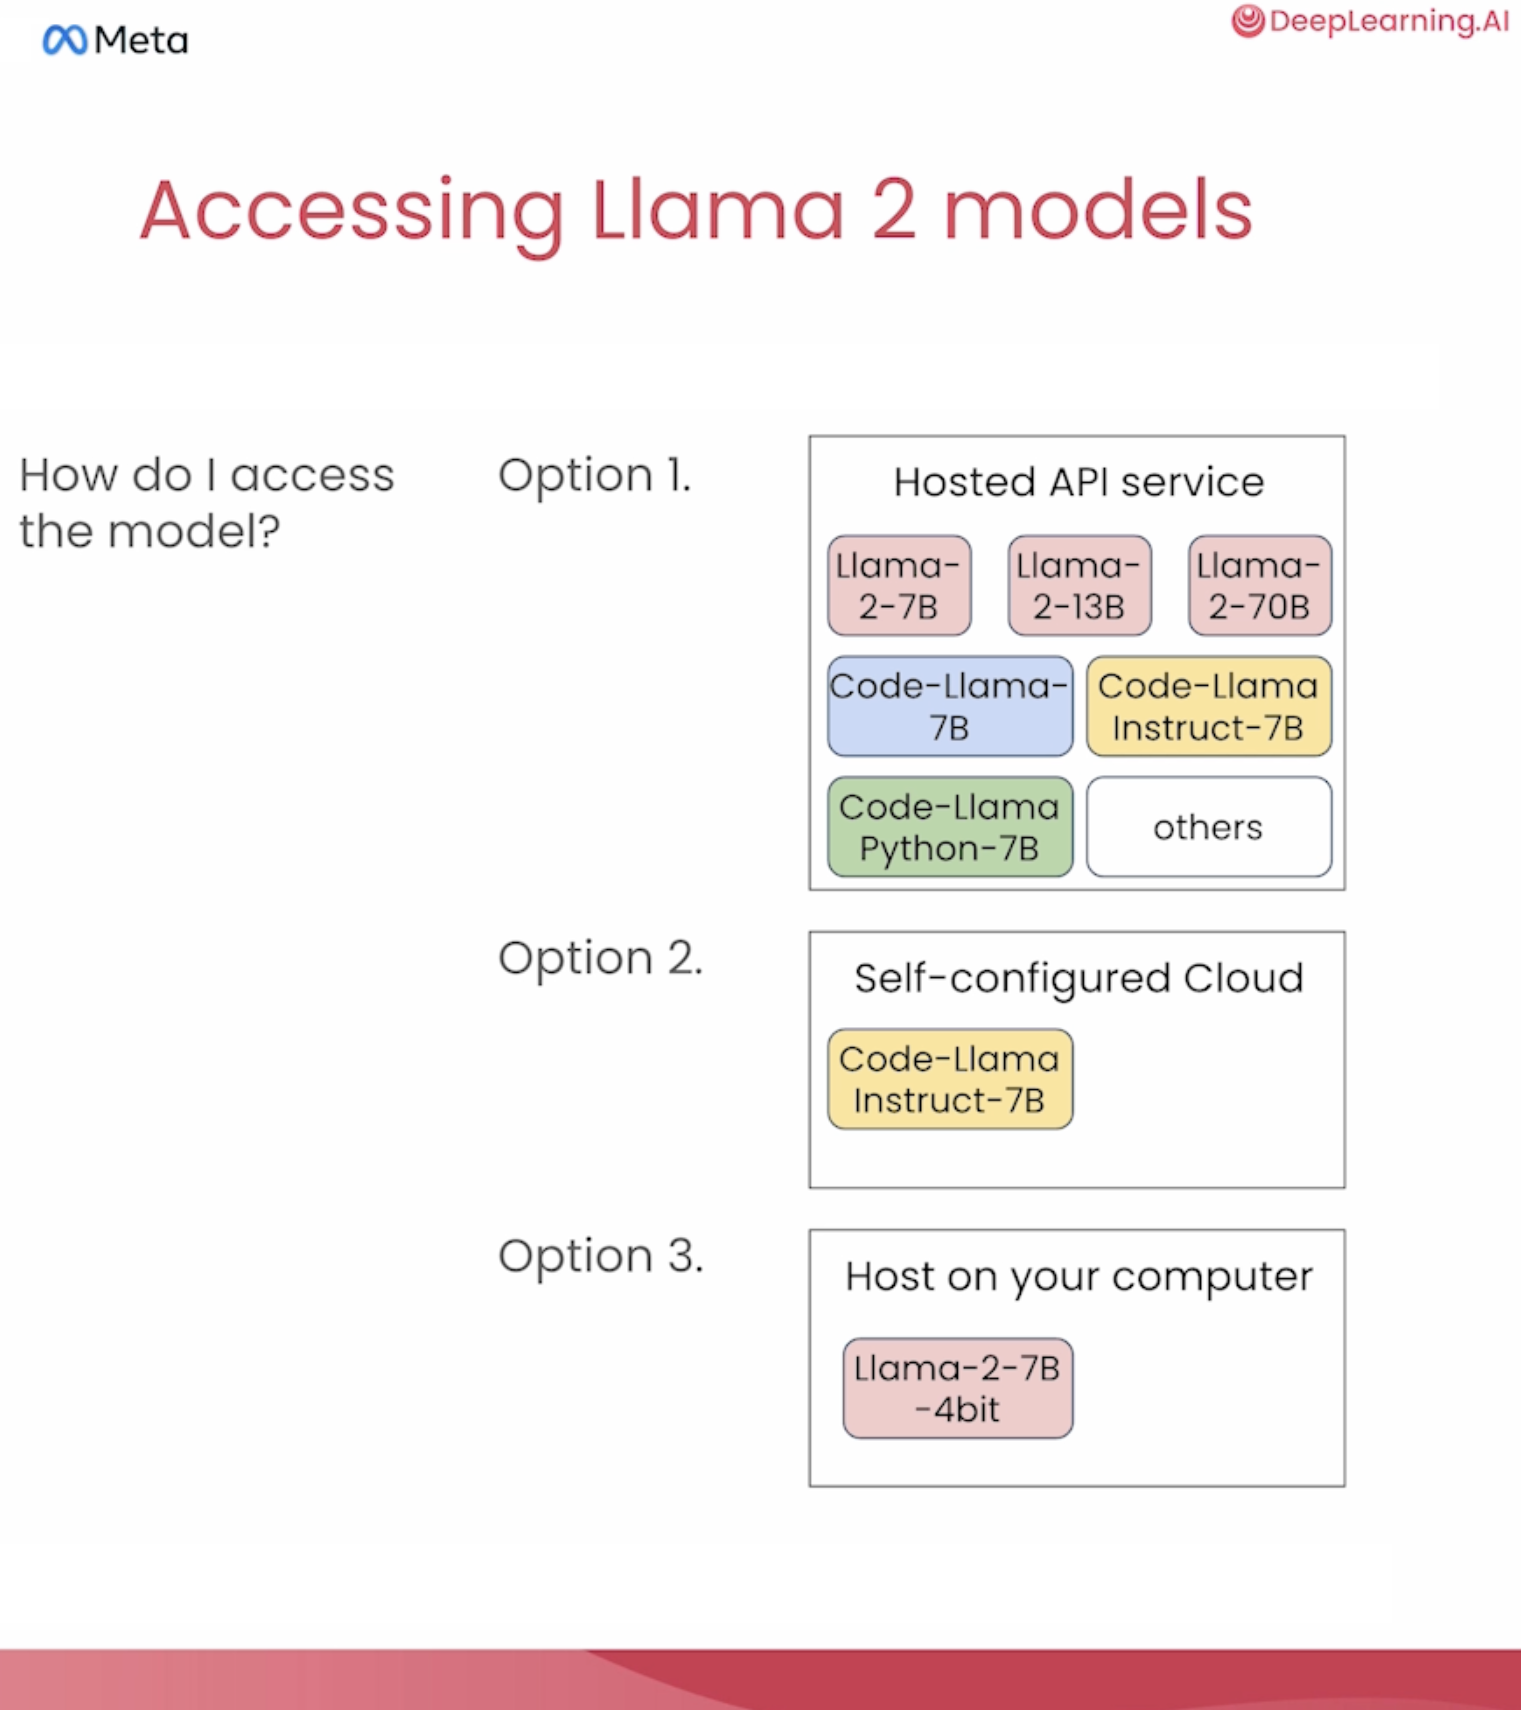 Meta
DeepLearning.AI
Accessing Llama 2 models
How do I access
the model?
Option 1.
Hosted API service
Llama-
2-7B
Llama-
2-13B
Llama-
2-70B
Code-Llama-
7B
Code-Llama
Instruct-7B
Code-Llama
Python-7B
others
Option 2.
Self-configured Cloud
Code-Llama
Instruct-7B
Option 3.
Host on your computer
Llama-2-7B
-4bit